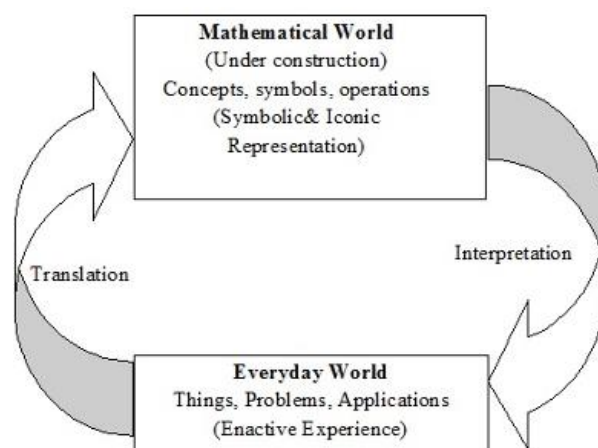 Mathematical World
(Under construction)
Concepts, symbols, operations
(Symbolic& Iconic
Representation)
Translation
Interpretation
Everyday World
Things, Problems, Applications
(Enactive Experience)